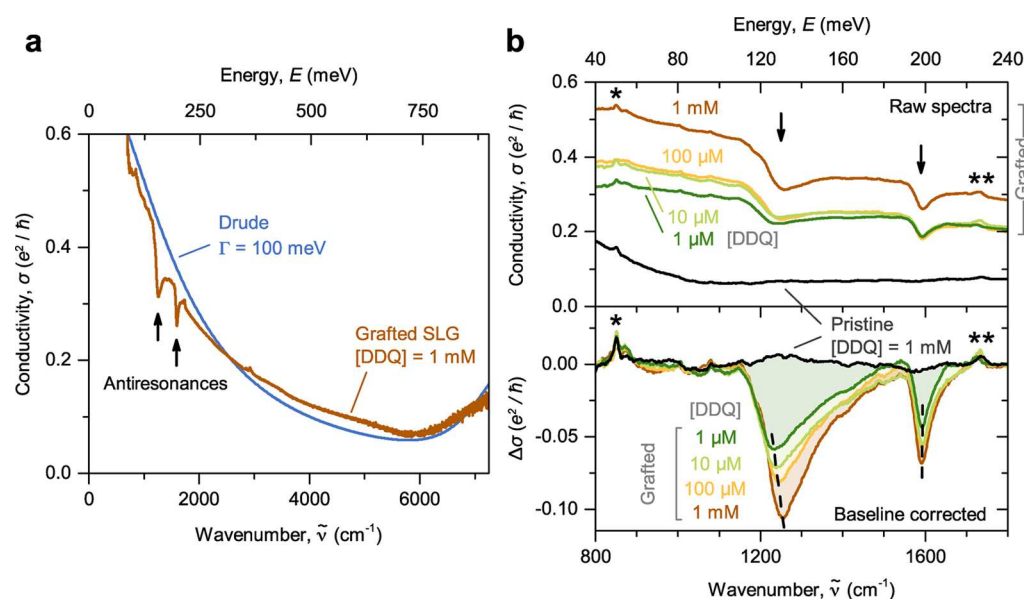 a
Energy, E (meV)
0 250 500 750
Conductivity, σ (e² / ħ)
0.6
0.4
0.2
0.0
Drude
Γ = 100 meV
Grafted SLG
[DDQ] = 1 mM
Antiresonances
0 2000 4000 6000
Wavenumber, ṽ (cm⁻¹)
b
Energy, E (meV)
40 80 120 160 200 240
Conductivity, σ (e² / ħ)
0.6
0.4
0.2
0.0
*
1 mM
Raw spectra
100 µM
10 µM
1 µM [DDQ]
**
Grafted
Pristine
[DDQ] = 1 mM
Δσ (e² / ħ)
0.00
-0.05
-0.10
*
**
[DDQ]
Grafted
1 µM
10 µM
100 µM
1 mM
Baseline corrected
800 1200 1600
Wavenumber, ṽ (cm⁻¹)